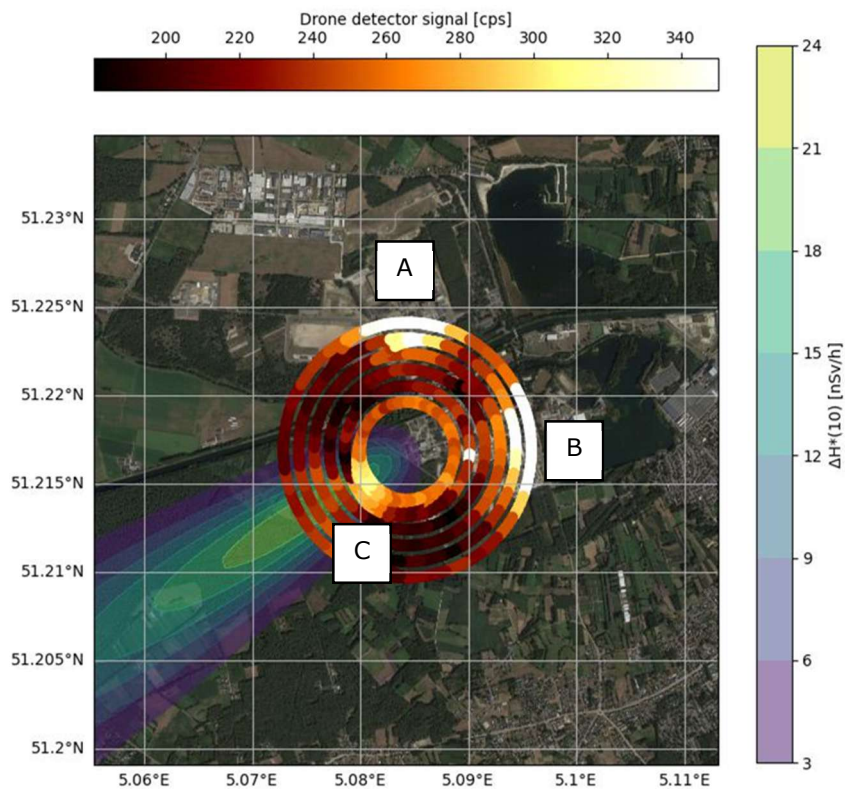 Drone detector signal [cps]
200 220 240 260 280 300 320 340
24
21
18
15
12
9
6
3
ΔH*(10) [nSv/h]
51.23°N
51.225°N
51.22°N
51.215°N
51.21°N
51.205°N
51.2°N
A
B
C
5.06°E 5.07°E 5.08°E 5.09°E 5.1°E 5.11°E